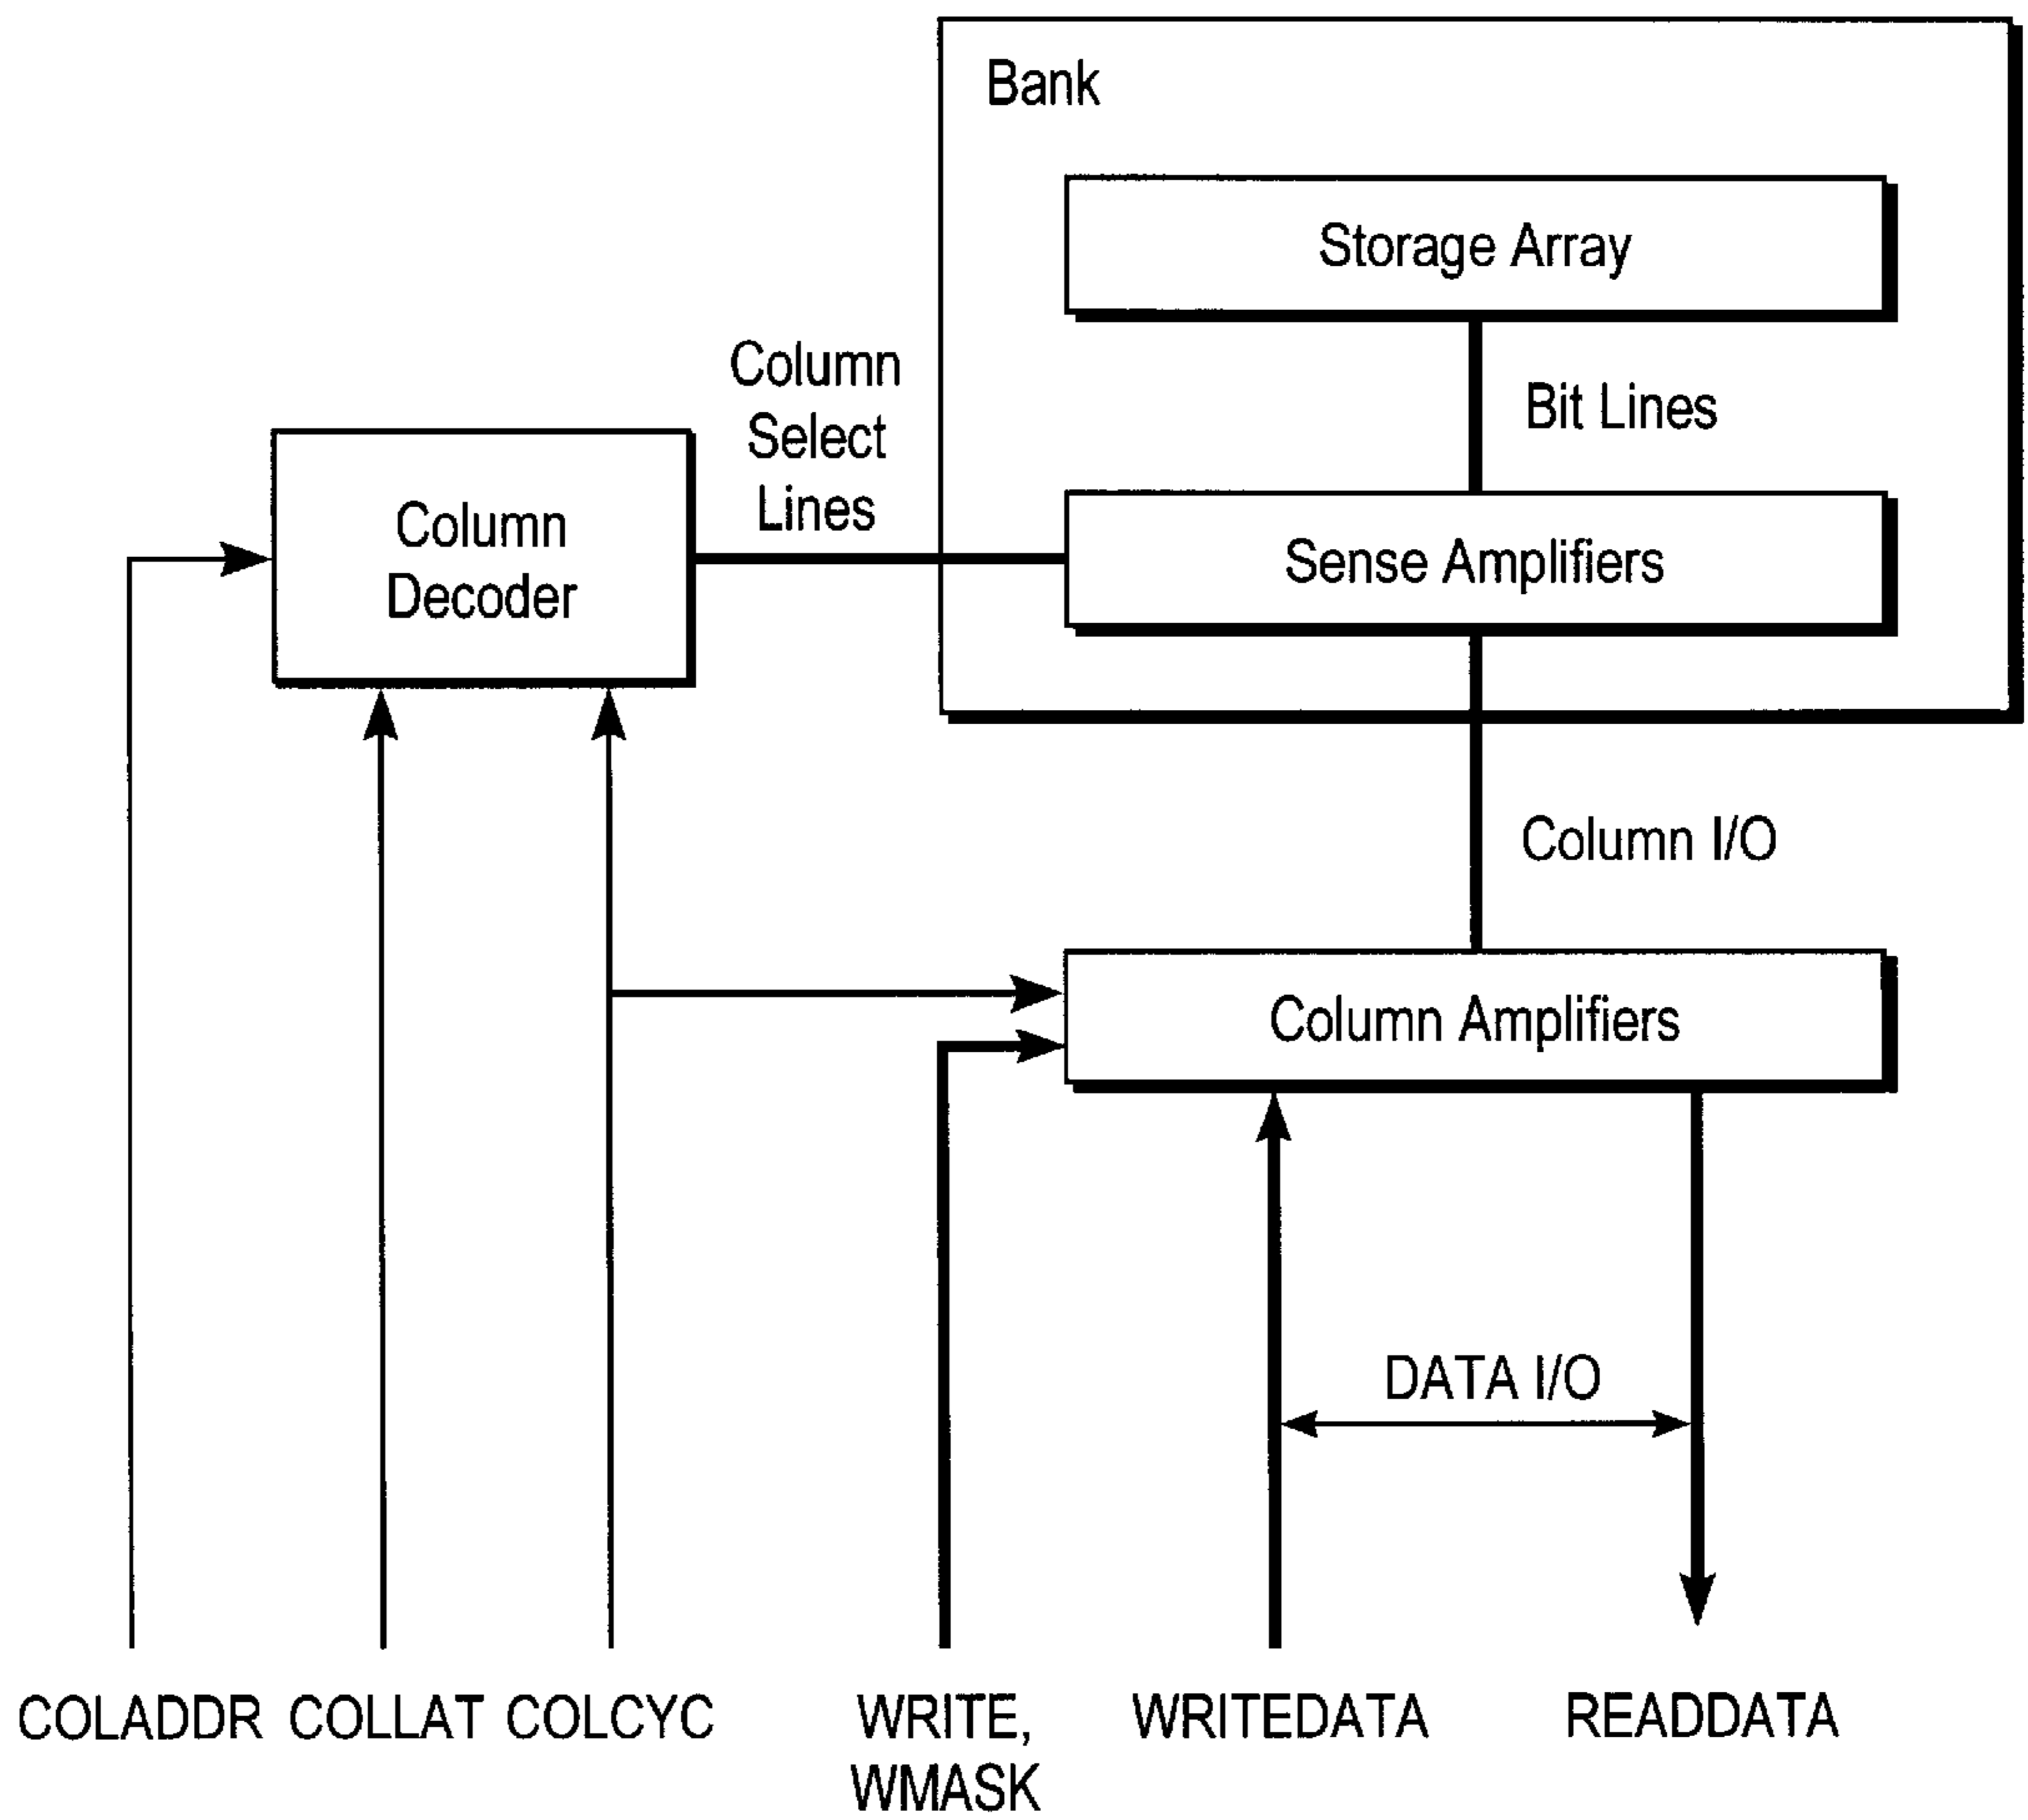 Bank
Storage Array
Column
Select
Lines
Bit Lines
Column
Decoder
Sense Amplifiers
Column I/O
Column Amplifiers
DATA I/O
COLADDR COLLAT COLCYC WRITE, WRITEDATA READDATA
WMASK